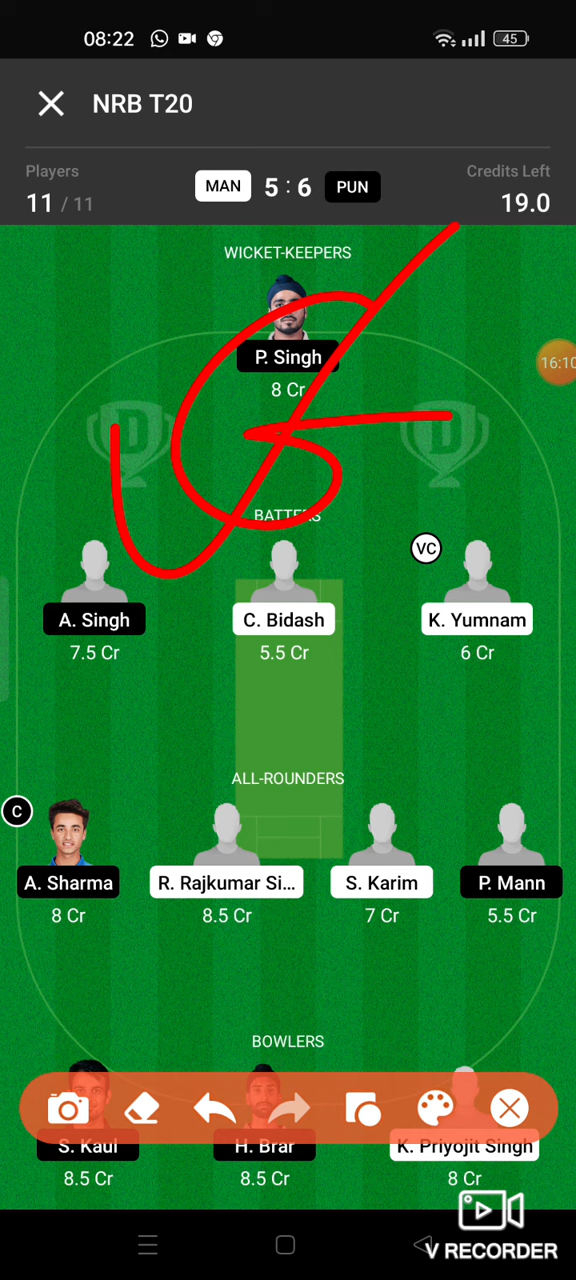 08:22
45
NRB T20
Players
Credits Left
11 / 11
MAN 5 : 6 PUN
19.0
WICKET-KEEPERS
P. Singh
8 Cr
16:10
D D
BATTERS
VC
A. Singh C. Bidash K. Yumnam
7.5 Cr 5.5 Cr 6 Cr
ALL-ROUNDERS
C
A. Sharma R. Rajkumar Si... S. Karim P. Mann
8 Cr 8.5 Cr 7 Cr 5.5 Cr
BOWLERS
S. Kaul H. Brar K. Priyojit Singh
8.5 Cr 8.5 Cr 8 Cr
V RECORDER